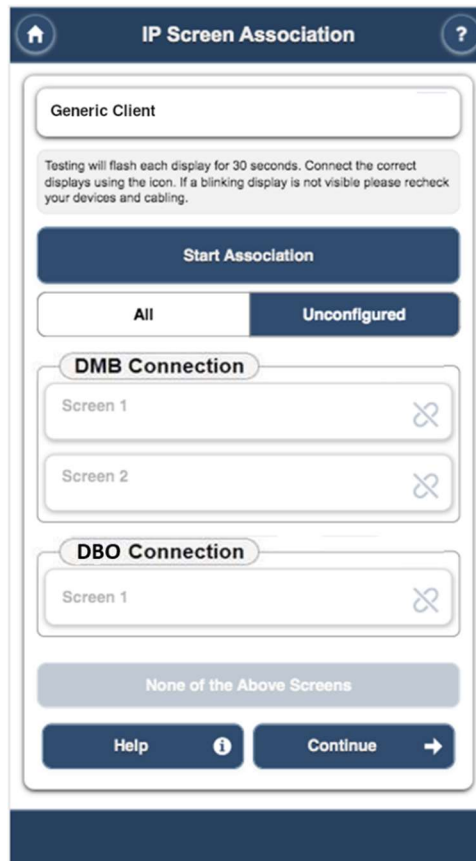 IP Screen Association
?
Generic Client
Testing will flash each display for 30 seconds. Connect the correct
displays using the icon. If a blinking display is not visible please recheck
your devices and cabling.
Start Association
All
Unconfigured
DMB Connection
Screen 1
Screen 2
DBO Connection
Screen 1
None of the Above Screens
Help
Continue